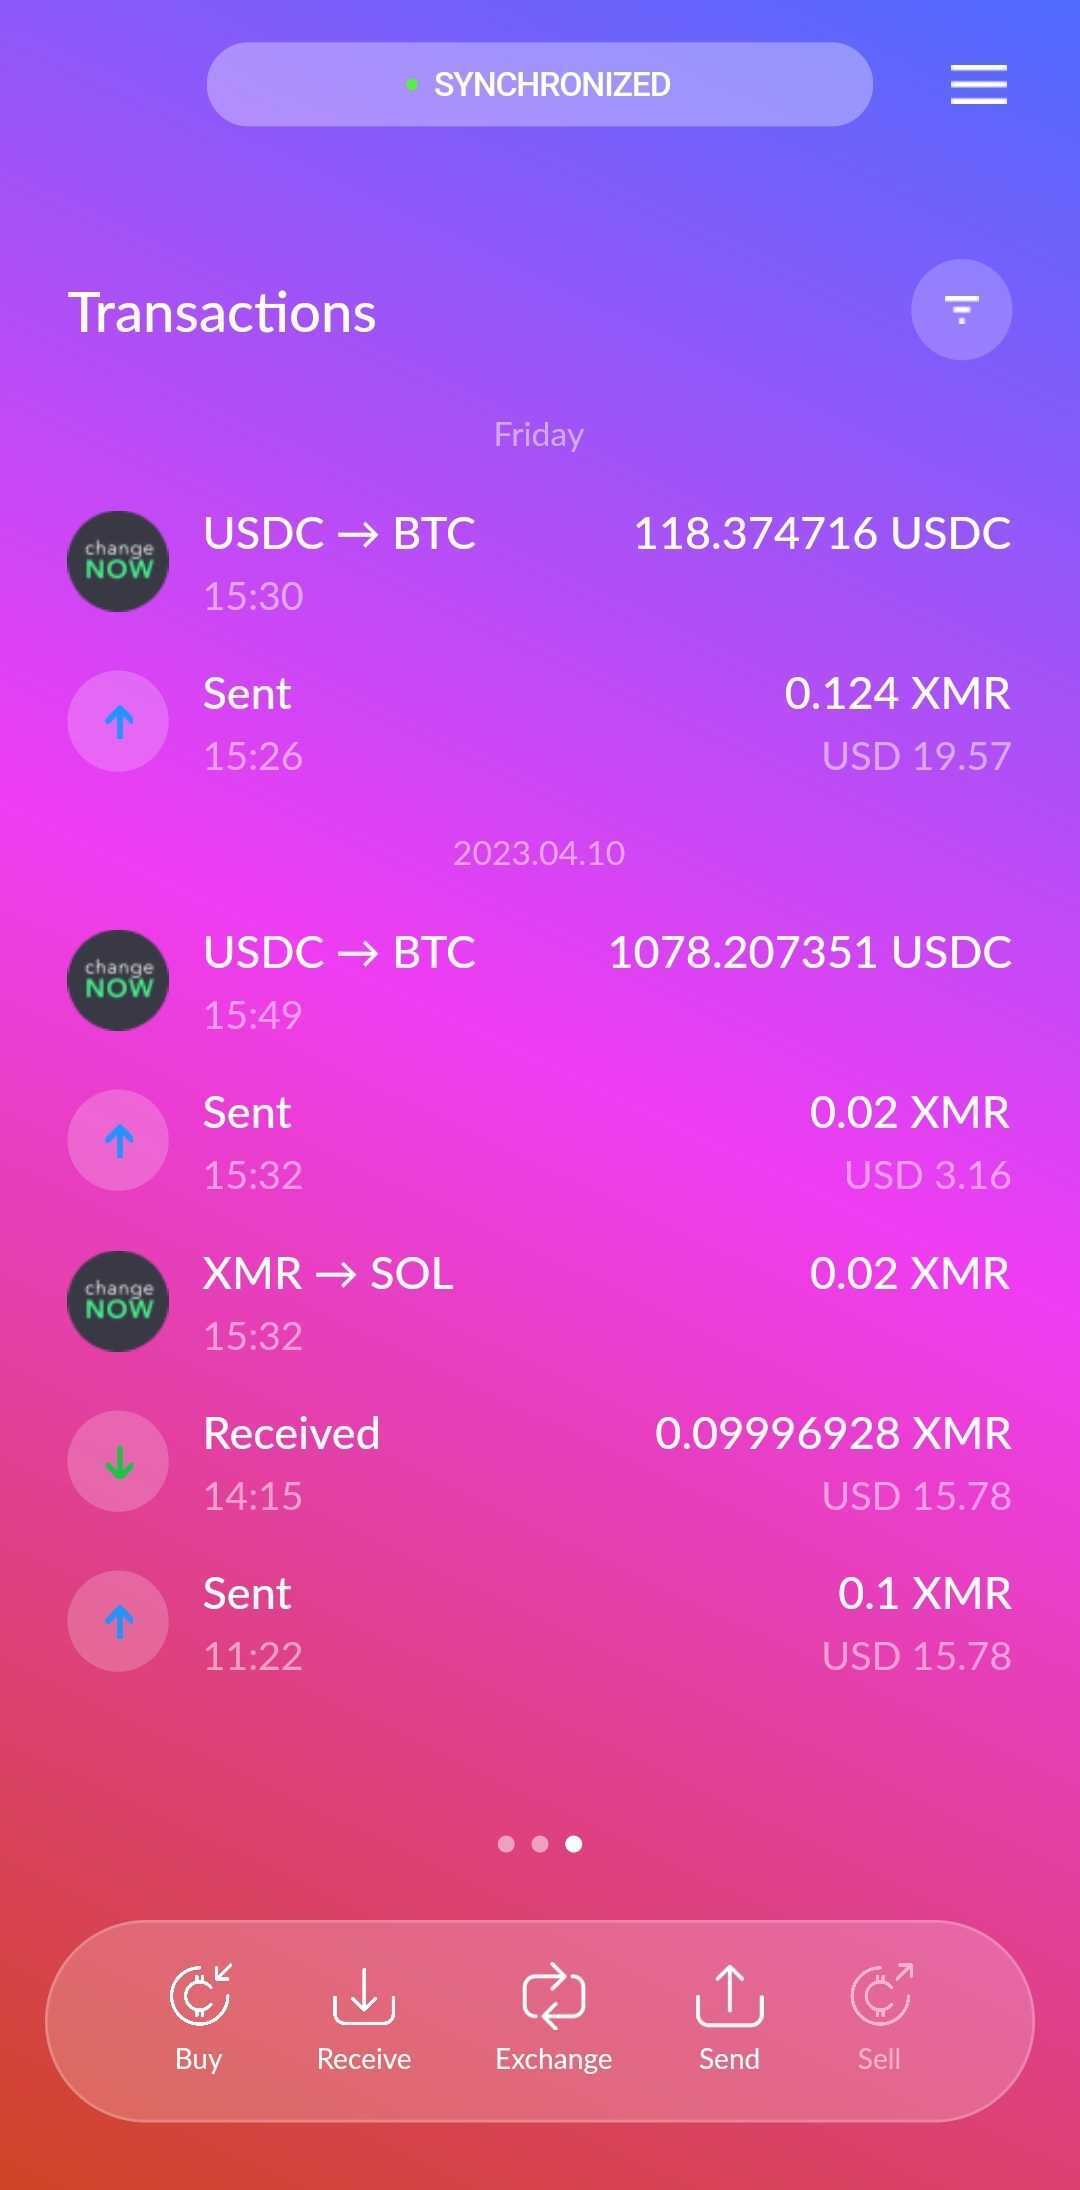 SYNCHRONIZED
Transactions
Friday
change
NOW
USDC → BTC 118.374716 USDC
15:30
Sent 0.124 XMR
15:26 USD 19.57
2023.04.10
change
NOW
USDC → BTC 1078.207351 USDC
15:49
Sent 0.02 XMR
15:32 USD 3.16
change
NOW
XMR → SOL 0.02 XMR
15:32
Received 0.09996928 XMR
14:15 USD 15.78
Sent 0.1 XMR
11:22 USD 15.78
Buy Receive Exchange Send Sell